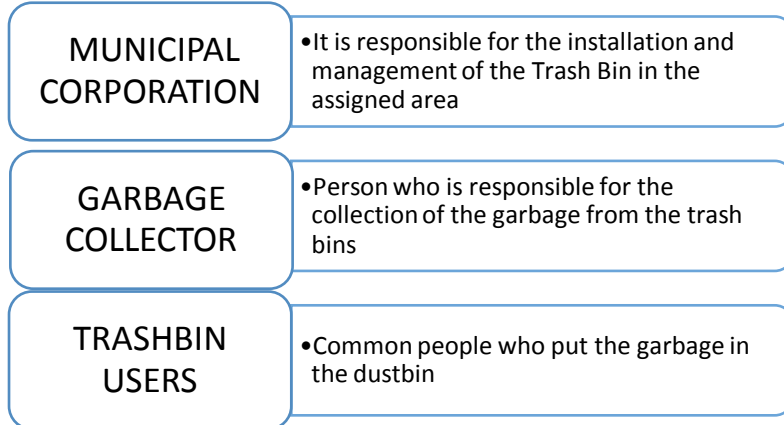 MUNICIPAL
CORPORATION
•It is responsible for the installation and
management of the Trash Bin in the
assigned area
GARBAGE
COLLECTOR
•Person who is responsible for the
collection of the garbage from the trash
bins
TRASHBIN
USERS
•Common people who put the garbage in
the dustbin